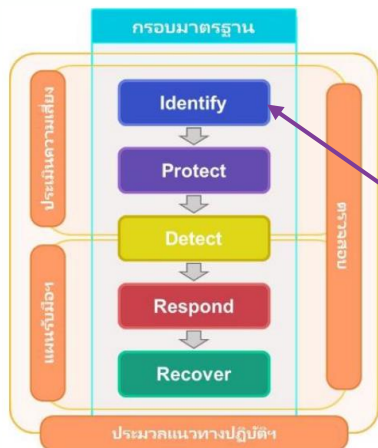 กรอบมาตรฐาน
ประเมินความเสี่ยง
Identify
Protect
ตรวจสอบ
Detect
แผนรับมือฯ
Respond
Recover
ประมวลแนวทางปฏิบัติฯ